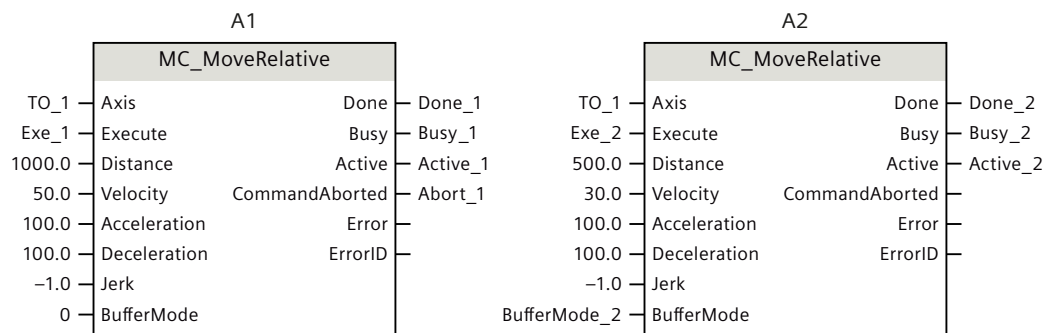 A1 A2
MC_MoveRelative MC_MoveRelative
TO_1 Axis Done Done_1 TO_1 Axis Done Done_2
Exe_1 Execute Busy Busy_1 Exe_2 Execute Busy Busy_2
1000.0 Distance Active Active_1 500.0 Distance Active Active_2
50.0 Velocity CommandAborted Abort_1 30.0 Velocity CommandAborted
100.0 Acceleration Error 100.0 Acceleration Error
100.0 Deceleration ErrorID 100.0 Deceleration ErrorID
–1.0 Jerk –1.0 Jerk
0 BufferMode BufferMode_2 BufferMode